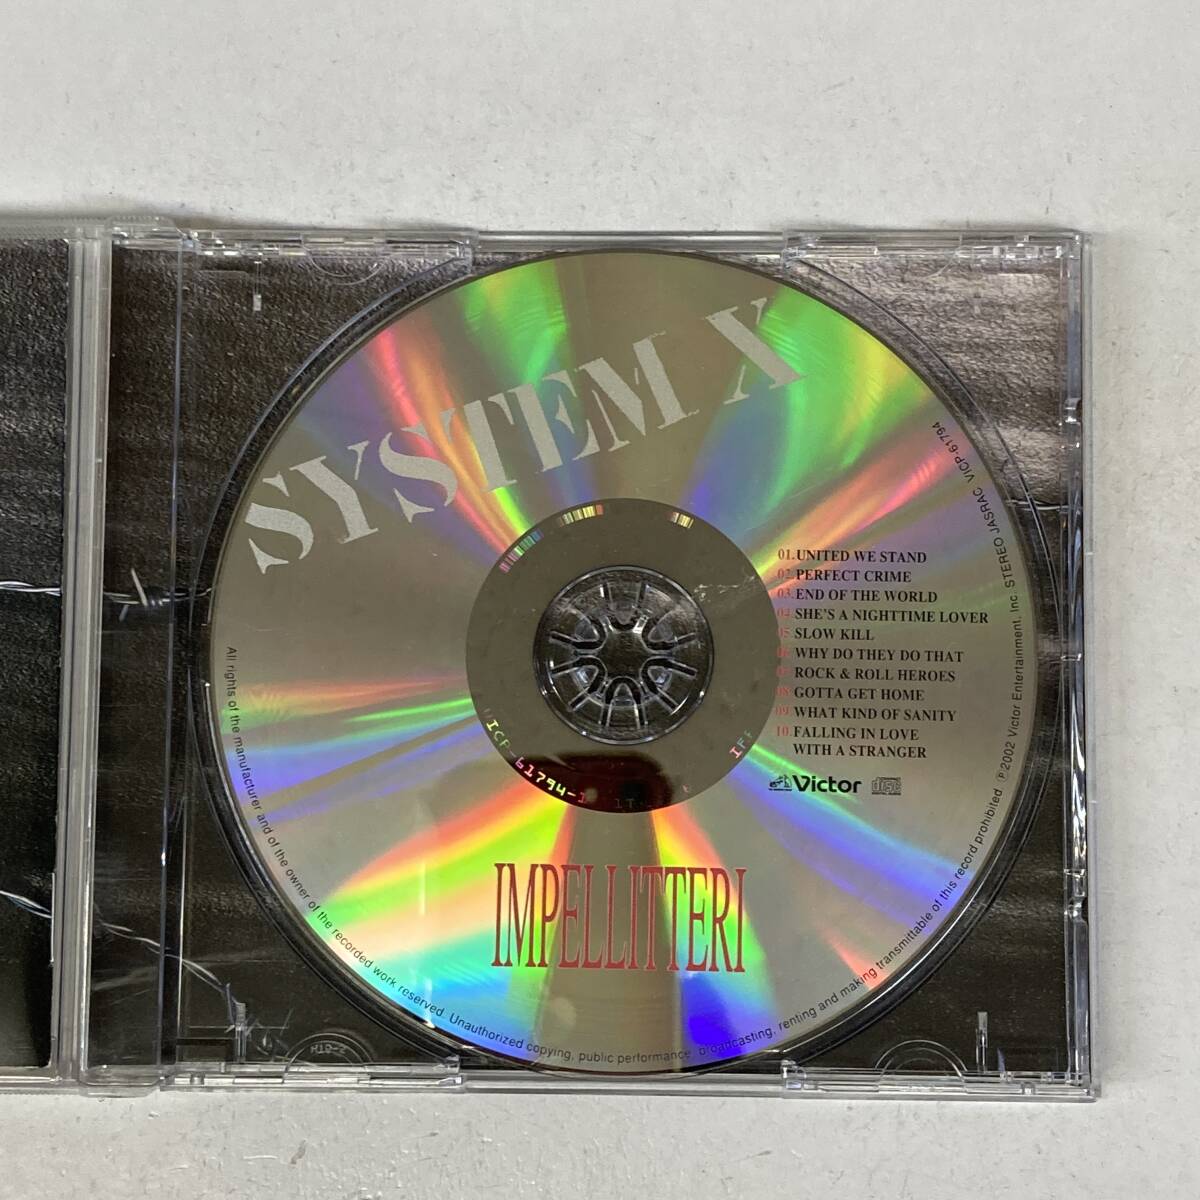 SYSTEM X
01.UNITED WE STAND
02.PERFECT CRIME
03.END OF THE WORLD
04.SHE'S A NIGHTTIME LOVER
05.SLOW KILL
06.WHY DO THEY DO THAT
07.ROCK & ROLL HEROES
08.GOTTA GET HOME
09.WHAT KIND OF SANITY
10.FALLING IN LOVE
WITH A STRANGER
Victor
IMPELLITTERI
All rights of the manufacturer and of the owner of the recorded work reserved. Unauthorized copying, public performance, broadcasting, renting and making transmittable of this record prohibited. ℗2002 Victor Entertainment, Inc. STEREO JASRAC VICP-61794